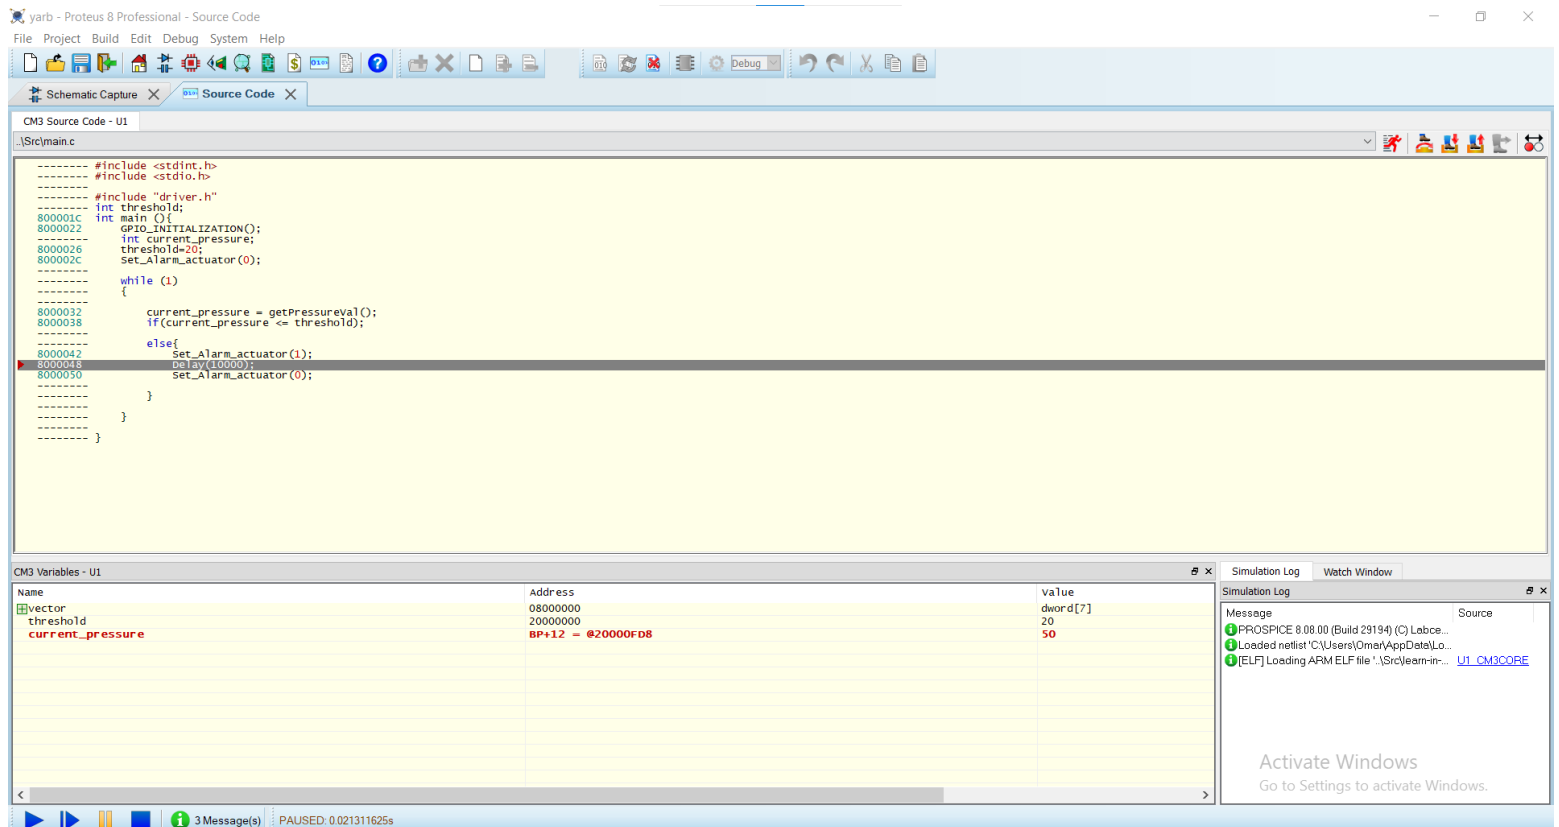 yarb - Proteus 8 Professional - Source Code
File Project Build Edit Debug System Help
Debug
Schematic Capture
Source Code
CM3 Source Code - U1
..\Src\main.c
-------- #include <stdint.h>
-------- #include <stdio.h>
--------
-------- #include "driver.h"
-------- int threshold;
800001C int main (){
8000022 GPIO_INITIALIZATION();
-------- int current_pressure;
8000026 threshold=20;
800002C Set_Alarm_actuator(0);
--------
-------- while (1)
-------- {
--------
8000032 current_pressure = getPressureVal();
8000038 if(current_pressure <= threshold);
--------
-------- else{
8000042 Set_Alarm_actuator(1);
8000048 Delay(10000);
8000050 Set_Alarm_actuator(0);
--------
-------- }
--------
-------- }
--------
-------- }
CM3 Variables - U1
Name Address Value
vector 08000000 dword[7]
threshold 20000000 20
current_pressure BP+12 = @20000FD8 50
Simulation Log Watch Window
Simulation Log
Message Source
PROSPICE 8.08.00 (Build 29194) (C) Labce...
Loaded netlist 'C:\Users\Omar\AppData\Lo...
[ELF] Loading ARM ELF file '..\Src\learn-in-... U1_CM3CORE
Activate Windows
Go to Settings to activate Windows.
3 Message(s) PAUSED: 0.021311625s